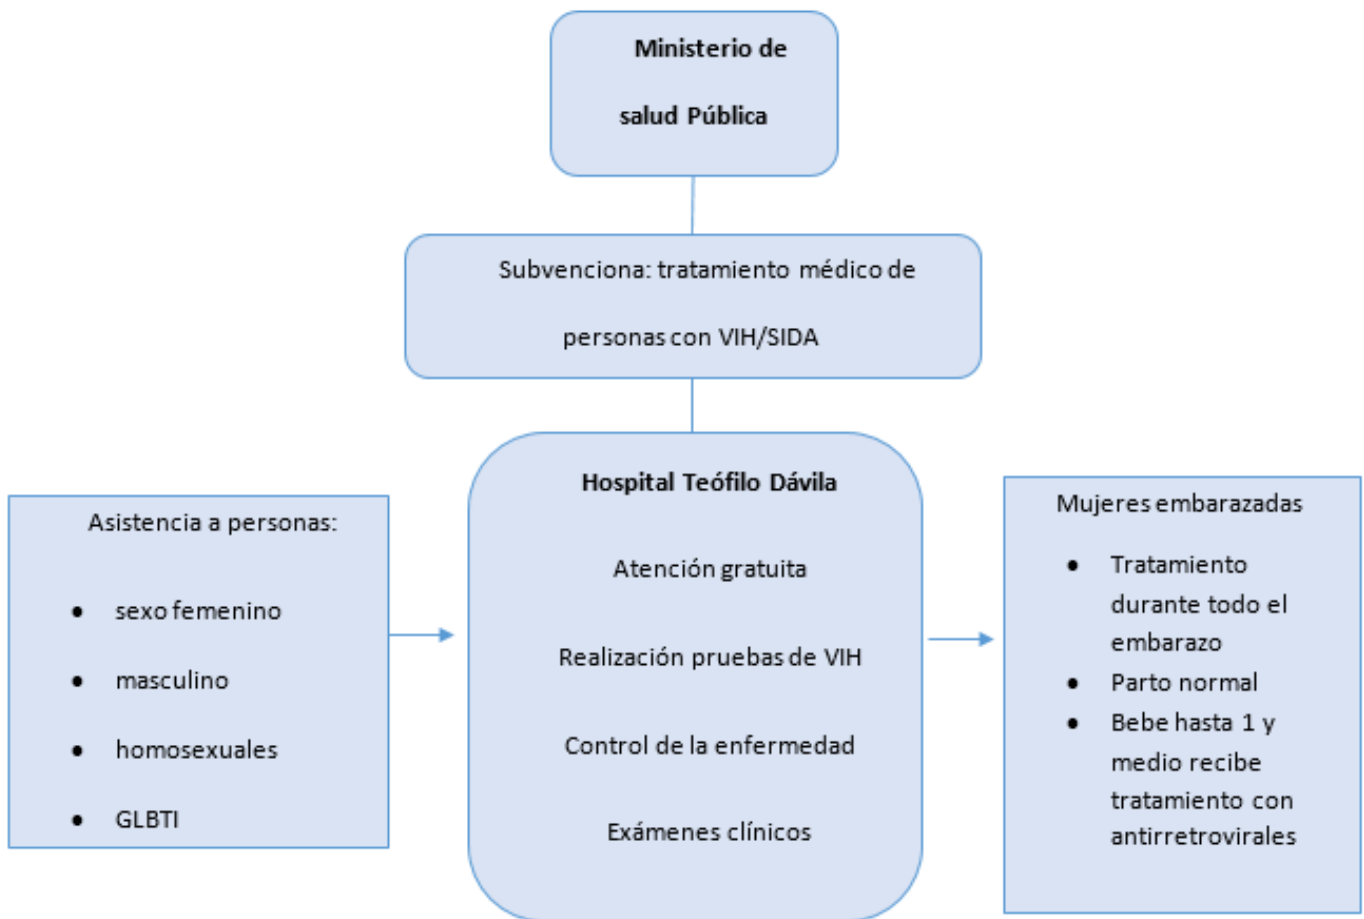 Ministerio de
salud Pública
Subvenciona: tratamiento médico de
personas con VIH/SIDA
Asistencia a personas:
● sexo femenino
● masculino
● homosexuales
● GLBTI
Hospital Teófilo Dávila
Atención gratuita
Realización pruebas de VIH
Control de la enfermedad
Exámenes clínicos
Mujeres embarazadas
● Tratamiento
durante todo el
embarazo
● Parto normal
● Bebe hasta 1 y
medio recibe
tratamiento con
antirretrovirales